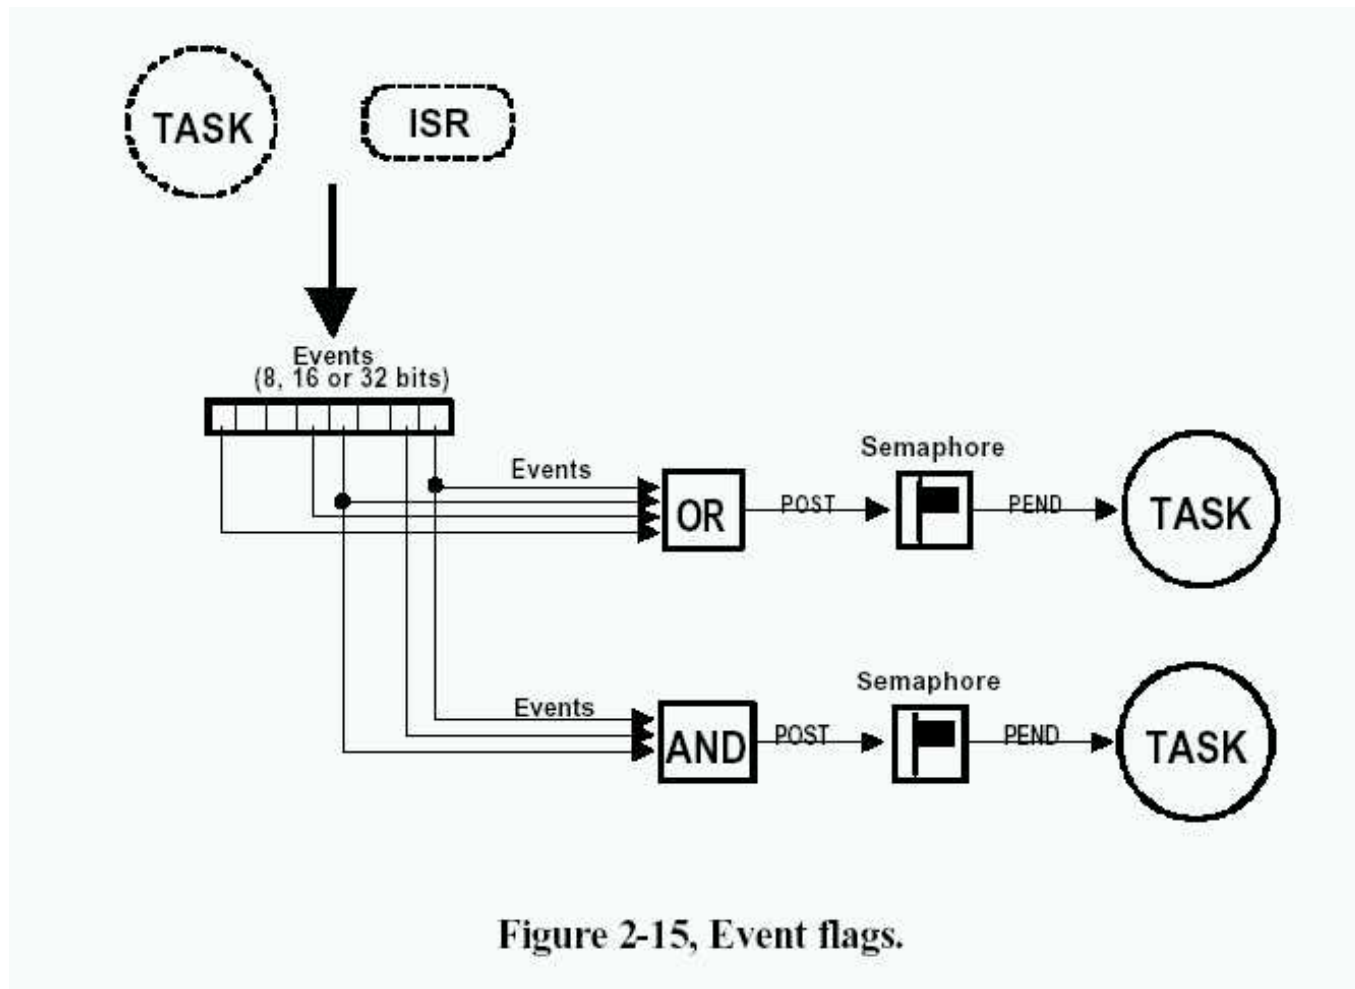 TASK
ISR
Events
(8, 16 or 32 bits)
Semaphore
Events
OR
POST
PEND
TASK
Semaphore
Events
AND
POST
PEND
TASK
Figure 2-15, Event flags.